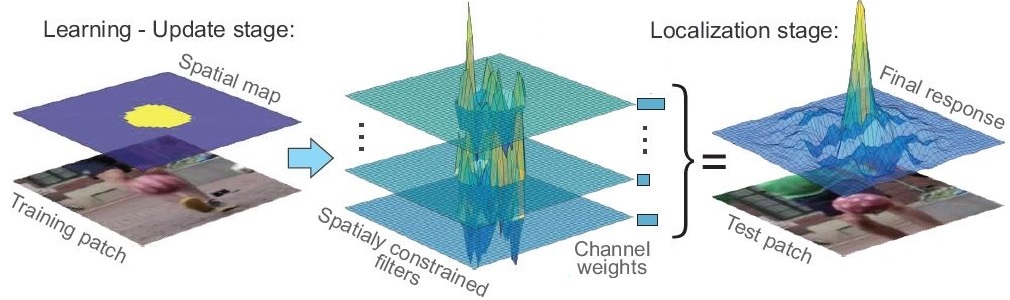 Learning - Update stage:
Spatial map
Training patch
Spatialy constrained
filters
Channel
weights
=
Localization stage:
Final response
Test patch